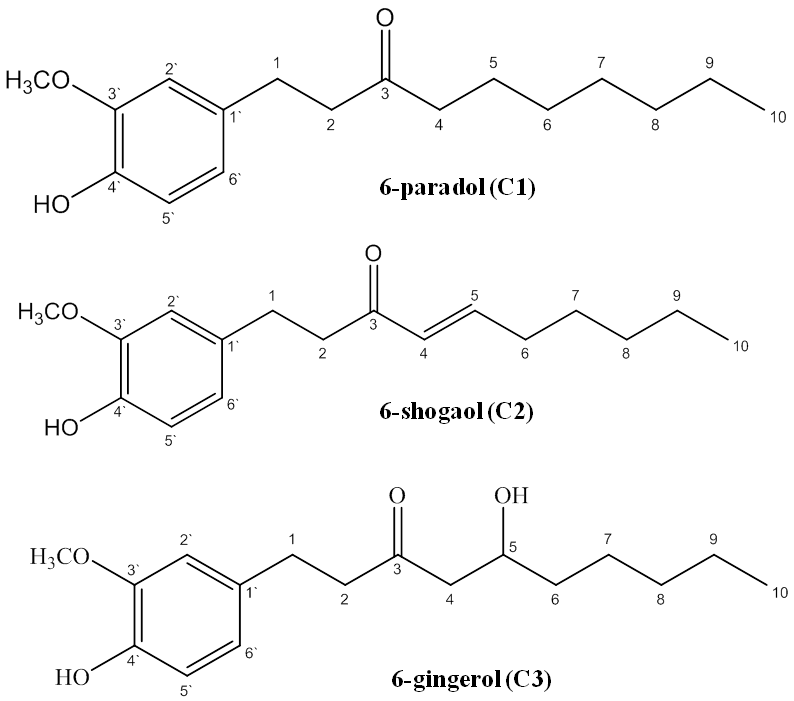 O
1 5 7 9
H3CO 2`
3` 1` 3 10
2 4 6 8
4` 6`
HO 5`
6-paradol (C1)
O
1 5 7 9
H3CO 2`
3` 1` 3 10
2 4 6 8
4` 6`
HO 5`
6-shogaol (C2)
O OH
1 7 9
H3CO 2`
3` 1` 3 5 10
2 4 6 8
4` 6`
HO 5`
6-gingerol (C3)